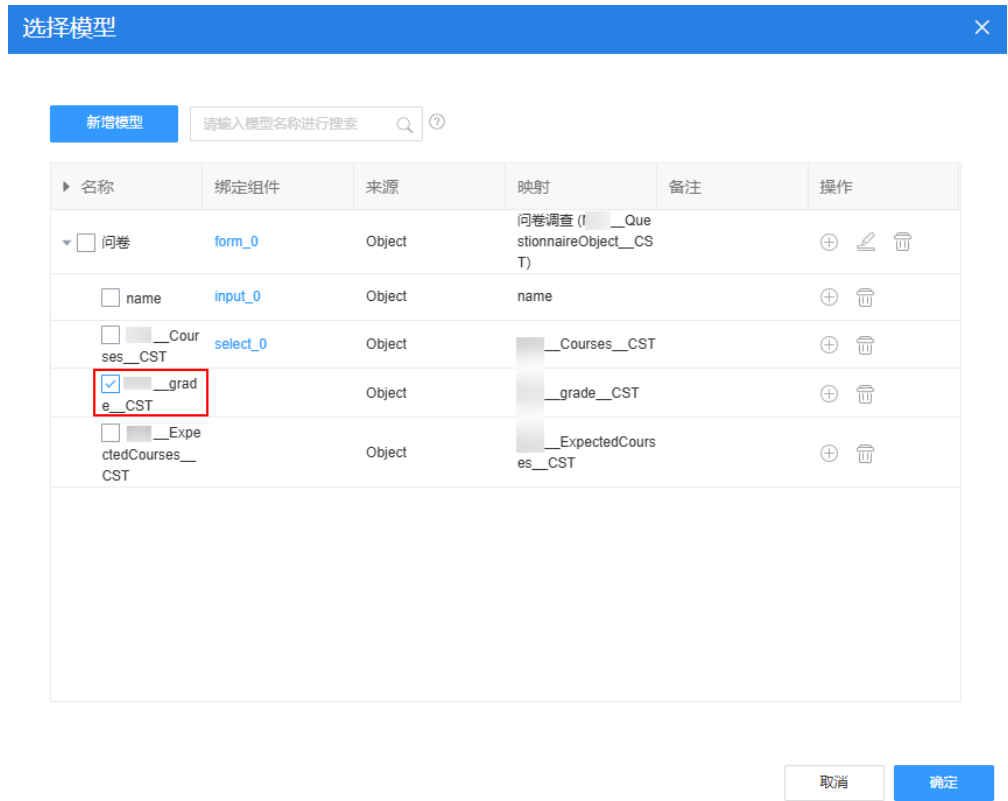 选择模型
新增模型
请输入模型名称进行搜索
名称 绑定组件 来源 映射 备注 操作
问卷 form_0 Object 问卷调查 ( __Que
stionnaireObject__CS
T)
name input_0 Object name
__Cour
ses__CST select_0 Object __Courses__CST
__grad
e__CST Object __grade__CST
__Expe
ctedCourses__
CST Object __ExpectedCours
es__CST
取消 确定